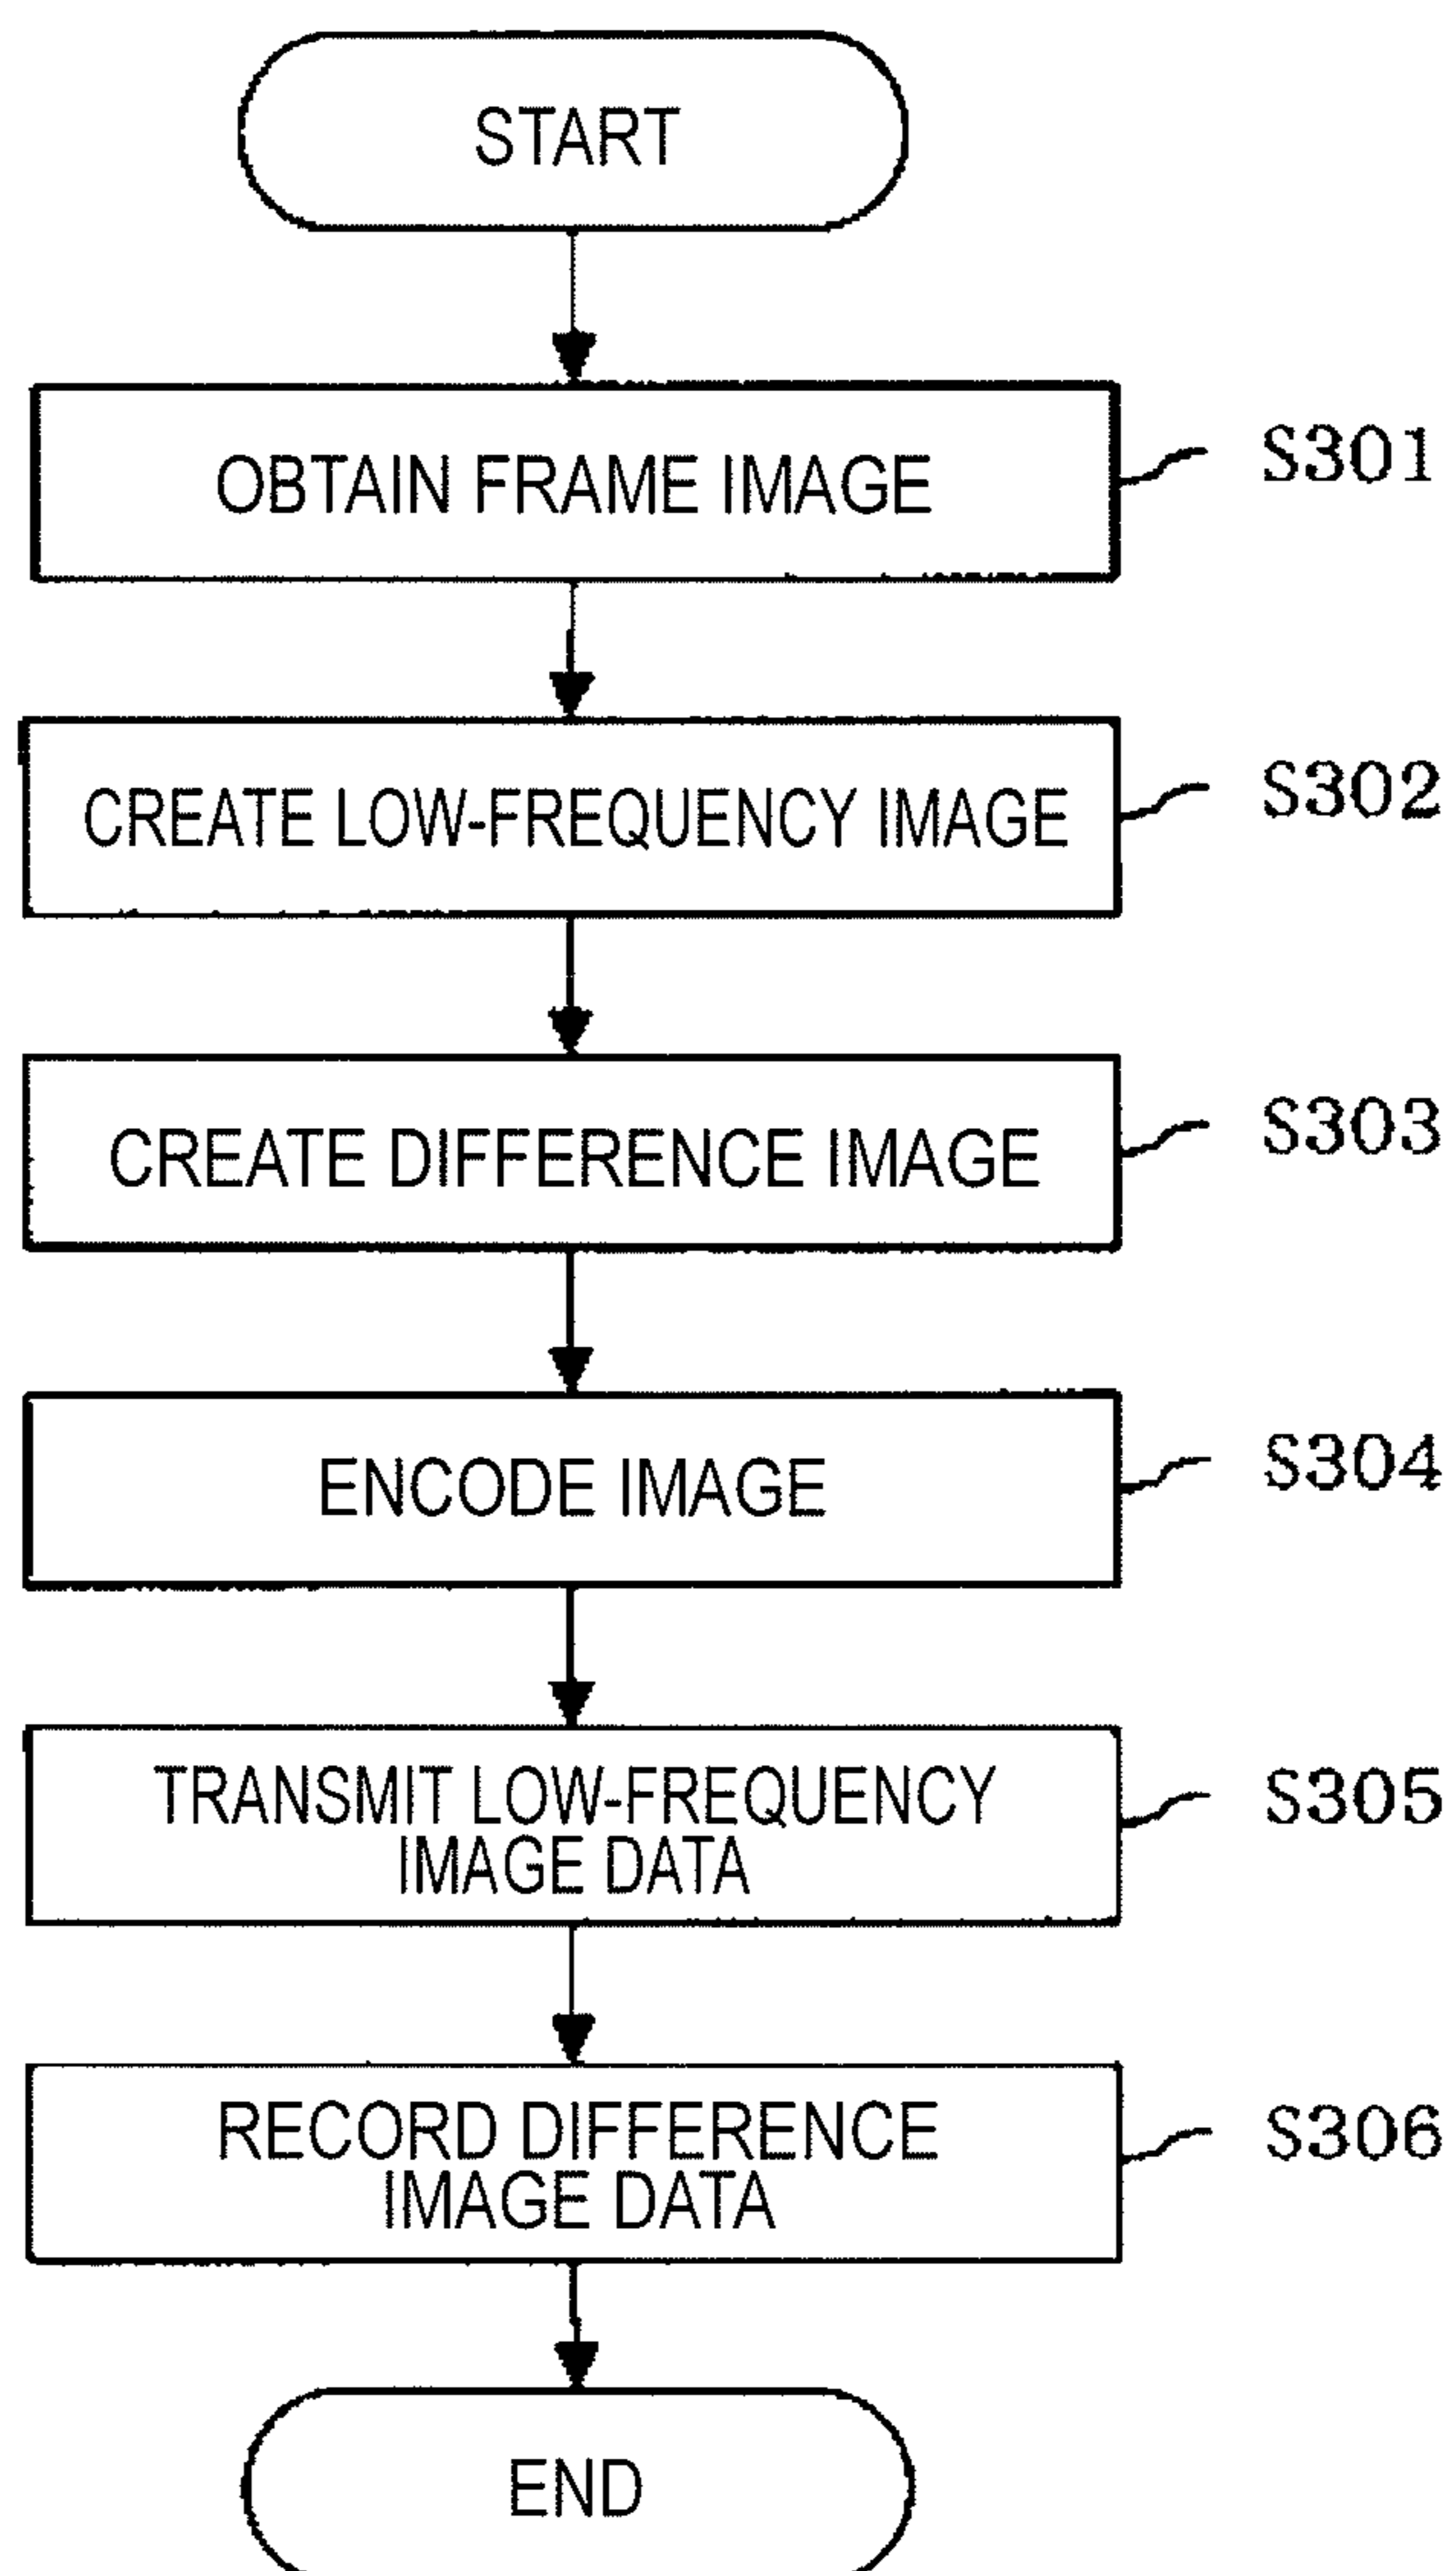 START
OBTAIN FRAME IMAGE
S301
CREATE LOW-FREQUENCY IMAGE
S302
CREATE DIFFERENCE IMAGE
S303
ENCODE IMAGE
S304
TRANSMIT LOW-FREQUENCY
IMAGE DATA
S305
RECORD DIFFERENCE
IMAGE DATA
S306
END